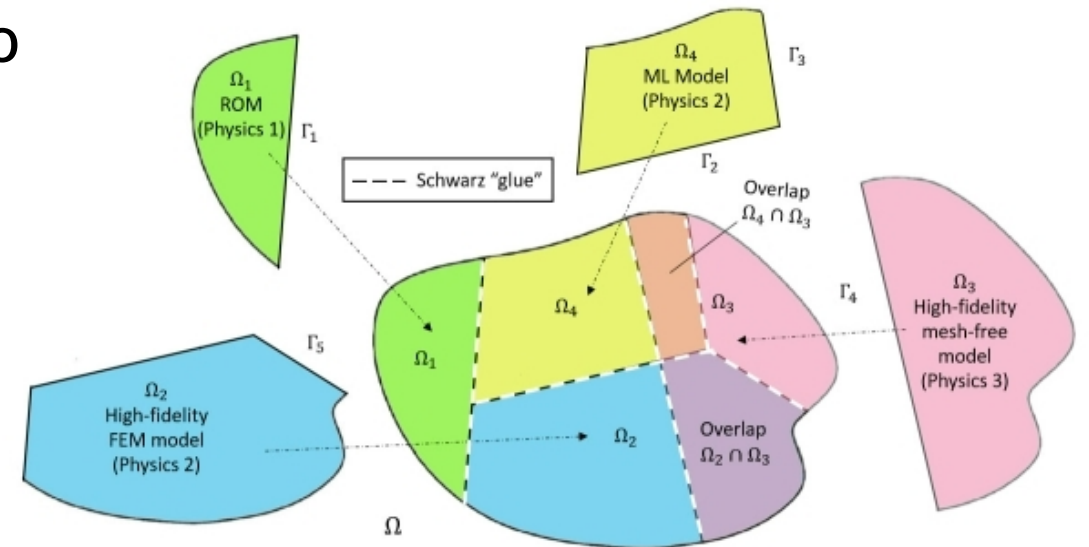 b
Ω₁
ROM
(Physics 1)
Γ₁
Ω₄
ML Model
(Physics 2)
Γ₃
Γ₂
Schwarz “glue”
Overlap
Ω₄ ∩ Ω₃
Ω₃
High-fidelity
mesh-free
model
(Physics 3)
Γ₄
Ω₄
Ω₃
Ω₁
Γ₅
Ω₂
High-fidelity
FEM model
(Physics 2)
Ω₂
Overlap
Ω₂ ∩ Ω₃
Ω